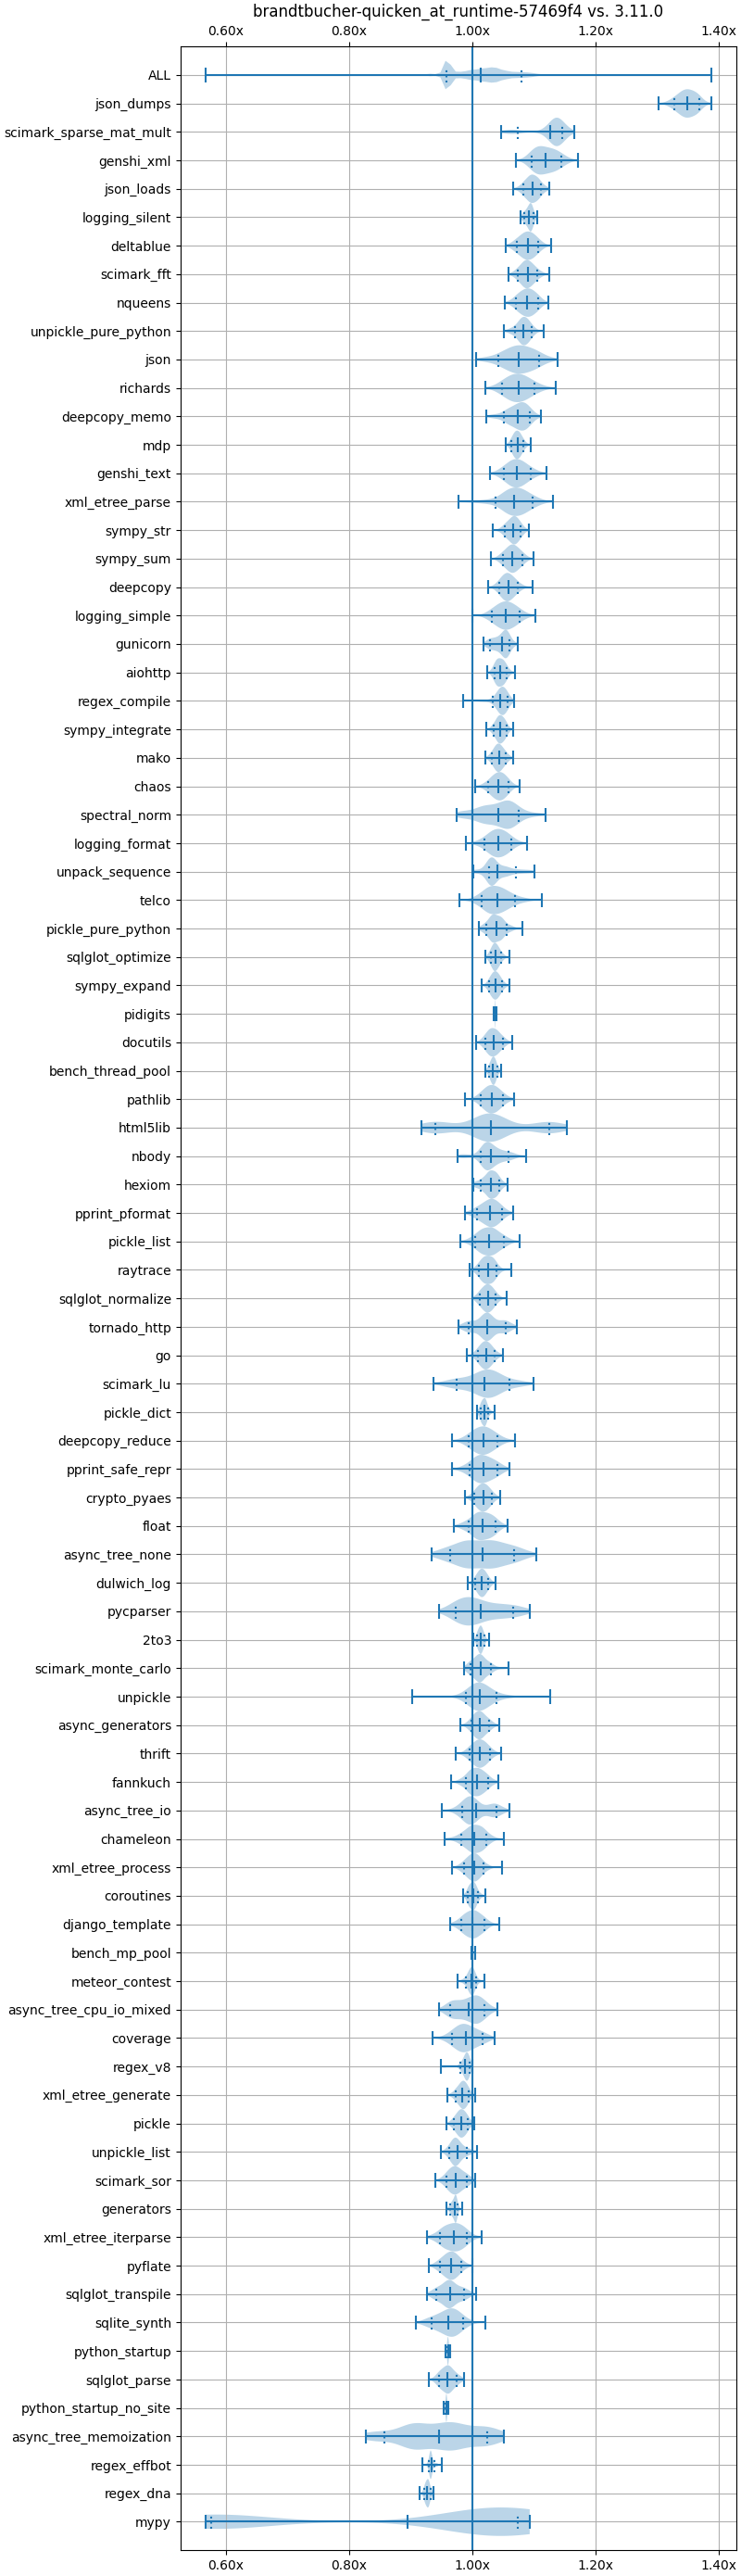 brandtbucher-quicken_at_runtime-57469f4 vs. 3.11.0
0.60x 0.80x 1.00x 1.20x 1.40x
ALL
json_dumps
scimark_sparse_mat_mult
genshi_xml
json_loads
logging_silent
deltablue
scimark_fft
nqueens
unpickle_pure_python
json
richards
deepcopy_memo
mdp
genshi_text
xml_etree_parse
sympy_str
sympy_sum
deepcopy
logging_simple
gunicorn
aiohttp
regex_compile
sympy_integrate
mako
chaos
spectral_norm
logging_format
unpack_sequence
telco
pickle_pure_python
sqlglot_optimize
sympy_expand
pidigits
docutils
bench_thread_pool
pathlib
html5lib
nbody
hexiom
pprint_pformat
pickle_list
raytrace
sqlglot_normalize
tornado_http
go
scimark_lu
pickle_dict
deepcopy_reduce
pprint_safe_repr
crypto_pyaes
float
async_tree_none
dulwich_log
pycparser
2to3
scimark_monte_carlo
unpickle
async_generators
thrift
fannkuch
async_tree_io
chameleon
xml_etree_process
coroutines
django_template
bench_mp_pool
meteor_contest
async_tree_cpu_io_mixed
coverage
regex_v8
xml_etree_generate
pickle
unpickle_list
scimark_sor
generators
xml_etree_iterparse
pyflate
sqlglot_transpile
sqlite_synth
python_startup
sqlglot_parse
python_startup_no_site
async_tree_memoization
regex_effbot
regex_dna
mypy
0.60x 0.80x 1.00x 1.20x 1.40x